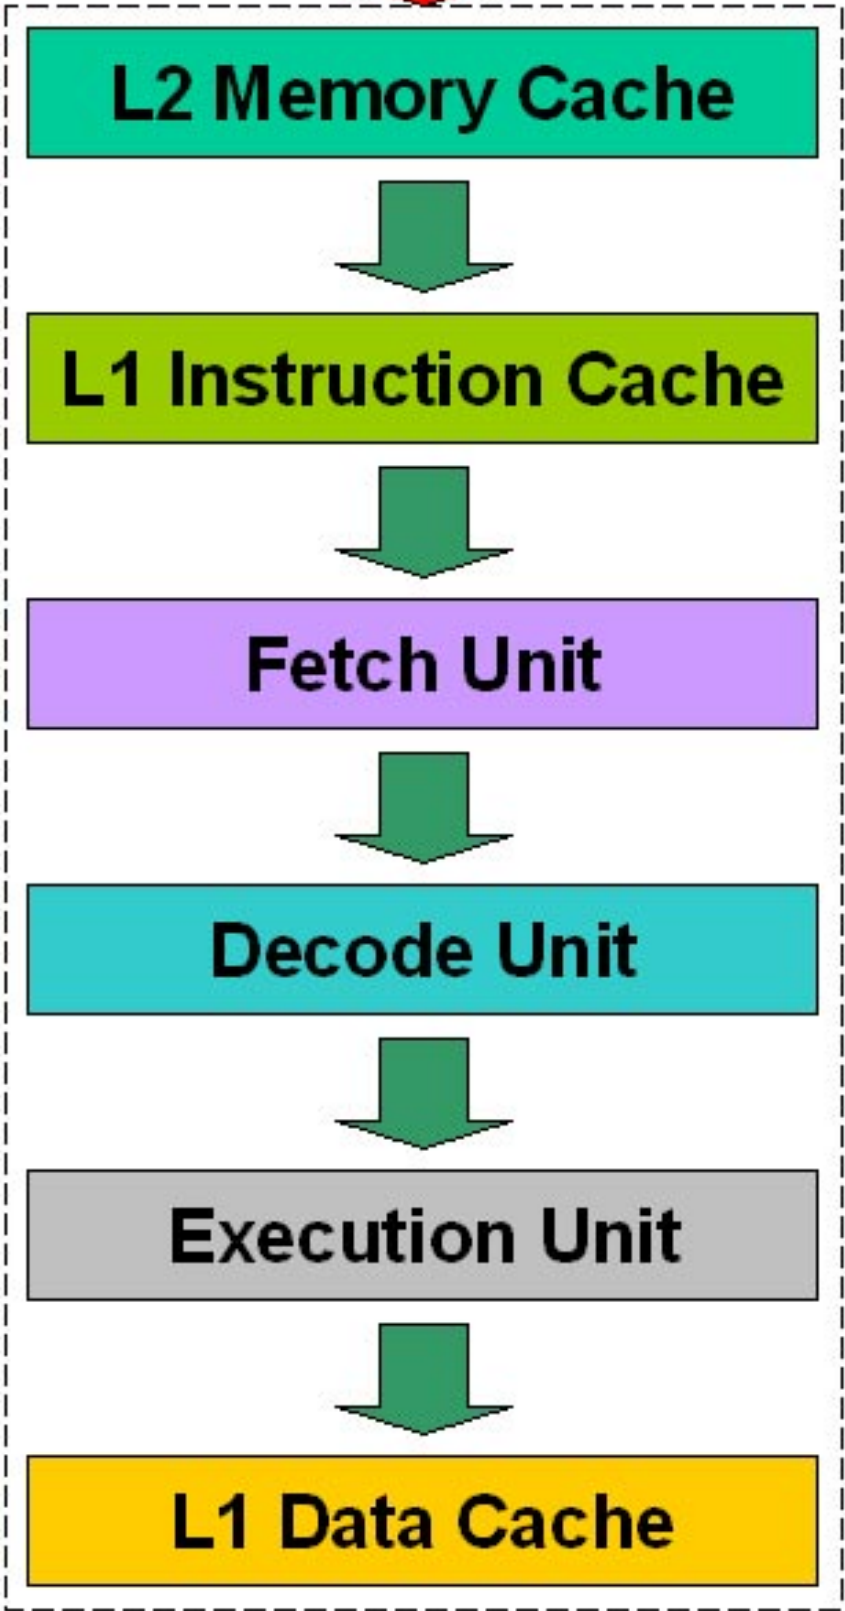 L2 Memory Cache
L1 Instruction Cache
Fetch Unit
Decode Unit
Execution Unit
L1 Data Cache